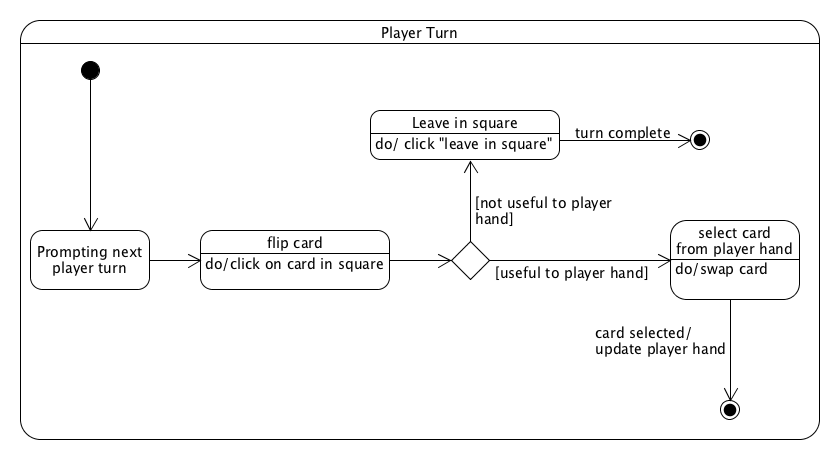 Player Turn
Leave in square
do/ click "leave in square"
turn complete
[not useful to player
hand]
Prompting next
player turn
flip card
do/click on card in square
[useful to player hand]
select card
from player hand
do/swap card
card selected/
update player hand